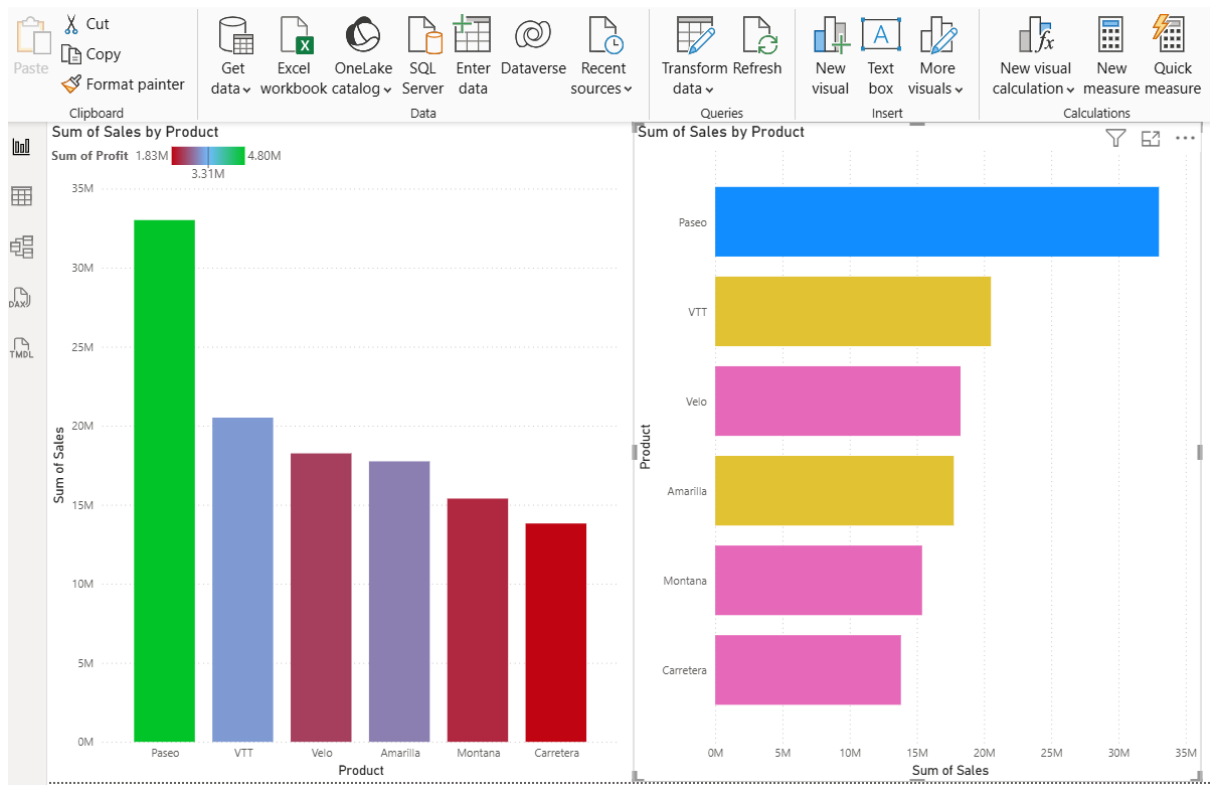 Cut
Copy
Format painter
Paste
Clipboard
Get data
Excel workbook
OneLake catalog
SQL Server
Enter data
Dataverse
Recent sources
Data
Transform data
Refresh
Queries
New visual
Text box
More visuals
Insert
New visual calculation
New measure
Quick measure
Calculations
X
A
fx
DAX
TMDL
Sum of Sales by Product
Sum of Profit 1.83M 4.80M
3.31M
35M
30M
25M
20M
15M
10M
5M
0M
Sum of Sales
Paseo VTT Velo Amarilla Montana Carretera
Product
Sum of Sales by Product
Paseo
VTT
Velo
Amarilla
Montana
Carretera
Product
0M 5M 10M 15M 20M 25M 30M 35M
Sum of Sales